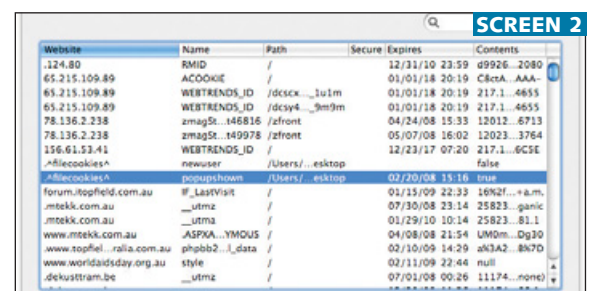 SCREEN 2
Website Name Path Secure Expires Contents
.124.80 RMID / 12/31/10 23:59 d9926...2080
65.215.109.89 ACOOKIE / 01/01/18 20:19 C8ctA...AAA-
65.215.109.89 WEBTRENDS_ID /dcscx..._1u1m 01/01/18 20:19 217.1...4655
65.215.109.89 WEBTRENDS_ID /dcsy4..._9m9m 01/01/18 20:19 217.1...4655
78.136.2.238 zmagSt...t46816 /zfront 04/24/08 15:33 12012...6713
78.136.2.238 zmagSt...t49978 /zfront 05/07/08 16:02 12023...3764
156.61.53.41 WEBTRENDS_ID / 12/23/17 07:20 217.1...6C5E
.^filecookies^ newuser /Users/...esktop false
.^filecookies^ popupshown /Users/...esktop 02/20/08 15:16 true
forum.itopfield.com.au IF_LastVisit / 01/15/09 22:33 16%2f...+a.m.
.mtekk.com.au __utmz / 07/30/08 23:14 25823...ganic
.mtekk.com.au __utma / 01/29/10 10:14 25823...81.1
www.mtekk.com.au .ASPXA...YMOUS / 04/08/08 21:54 UM0m...Dg30
.www.topfiel...ralia.com.au phpbb2...l_data / 02/10/09 14:29 a%3A2...B%7D
www.worldaidsday.org.au style / 02/11/09 22:44 null
.dekusttram.be __utmz / 07/01/08 00:26 11174...none)